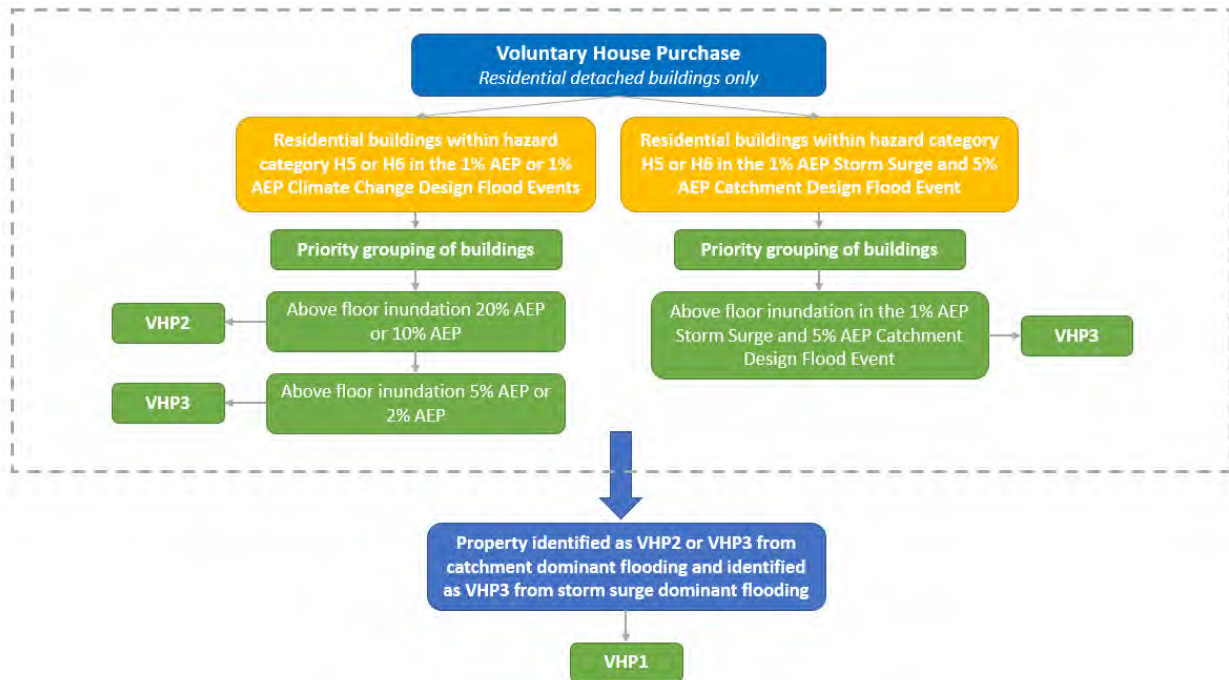 Voluntary House Purchase
Residential detached buildings only
Residential buildings within hazard
category H5 or H6 in the 1% AEP or 1%
AEP Climate Change Design Flood Events
Residential buildings within hazard
category H5 or H6 in the 1% AEP Storm Surge and 5%
AEP Catchment Design Flood Event
Priority grouping of buildings
Priority grouping of buildings
VHP2
Above floor inundation 20% AEP
or 10% AEP
Above floor inundation in the 1% AEP
Storm Surge and 5% AEP Catchment
Design Flood Event
VHP3
VHP3
Above floor inundation 5% AEP or
2% AEP
Property identified as VHP2 or VHP3 from
catchment dominant flooding and identified
as VHP3 from storm surge dominant flooding
VHP1